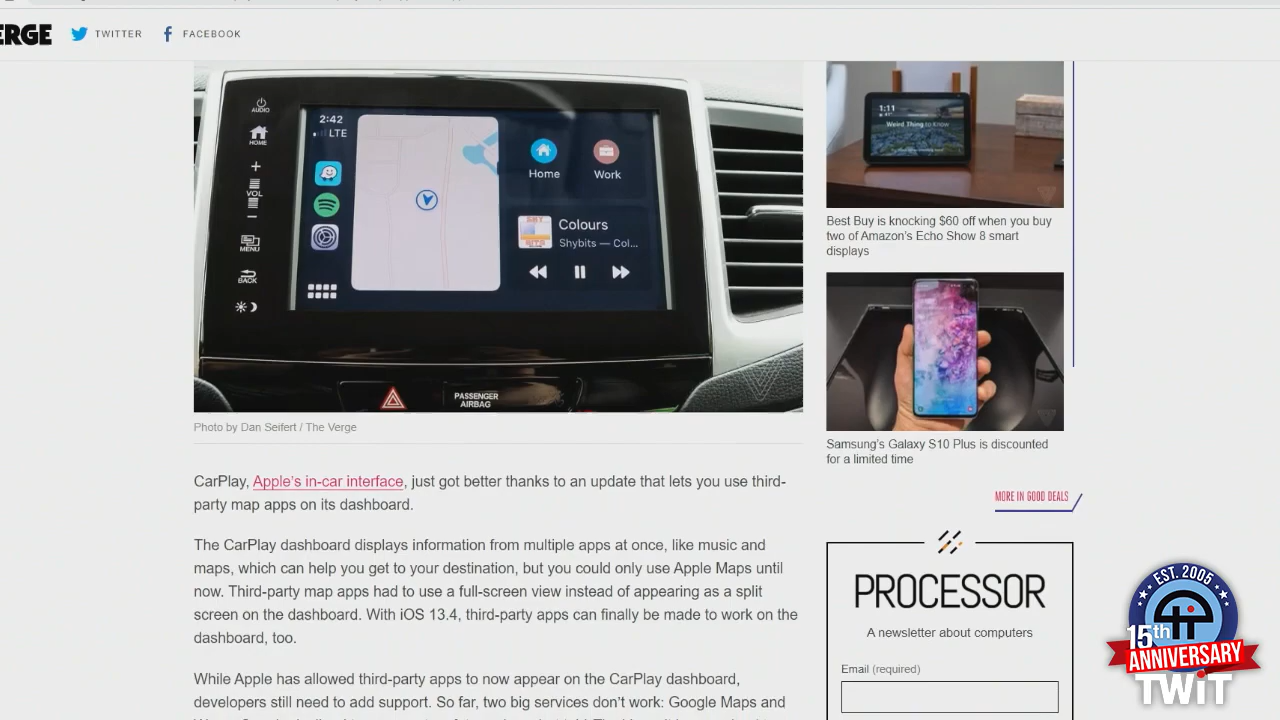 ERGE
TWITTER
FACEBOOK
AUDIO
HOME
+
VOL
−
MENU
BACK
2:42
LTE
Home
Work
Colours
Shybits — Col...
PASSENGER
AIRBAG
Photo by Dan Seifert / The Verge
CarPlay, Apple's in-car interface, just got better thanks to an update that lets you use third-
party map apps on its dashboard.
The CarPlay dashboard displays information from multiple apps at once, like music and
maps, which can help you get to your destination, but you could only use Apple Maps until
now. Third-party map apps had to use a full-screen view instead of appearing as a split
screen on the dashboard. With iOS 13.4, third-party apps can finally be made to work on the
dashboard, too.
While Apple has allowed third-party apps to now appear on the CarPlay dashboard,
developers still need to add support. So far, two big services don't work: Google Maps and
1:11
Weird Thing to Know
Best Buy is knocking $60 off when you buy
two of Amazon's Echo Show 8 smart
displays
Samsung's Galaxy S10 Plus is discounted
for a limited time
MORE IN GOOD DEALS
PROCESSOR
A newsletter about computers
Email (required)
EST. 2005
15th
ANNIVERSARY
TWiT